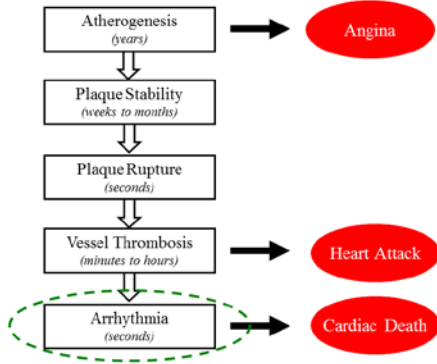 Atherogenesis
(years)
Angina
Plaque Stability
(weeks to months)
Plaque Rupture
(seconds)
Vessel Thrombosis
(minutes to hours)
Heart Attack
Arrhythmia
(seconds)
Cardiac Death